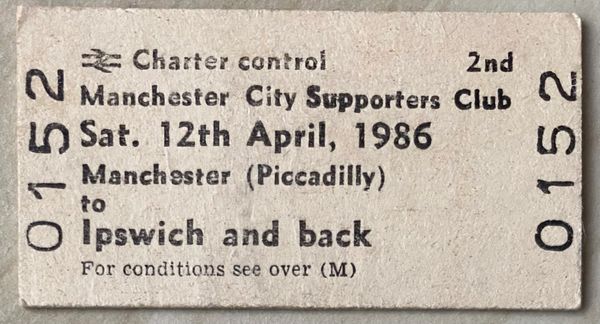 Charter control 2nd
Manchester City Supporters Club
Sat. 12th April, 1986
Manchester (Piccadilly)
to
Ipswich and back
For conditions see over (M)
0152
0152